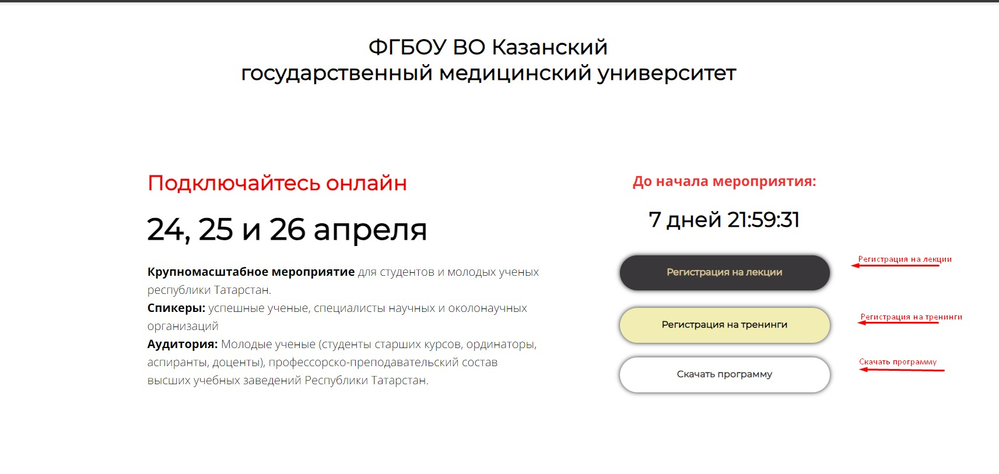 ФГБОУ ВО Казанский
государственный медицинский университет
Подключайтесь онлайн
24, 25 и 26 апреля
Крупномасштабное мероприятие для студентов и молодых ученых
республики Татарстан.
Спикеры: успешные ученые, специалисты научных и околонаучных
организаций
Аудитория: Молодые ученые (студенты старших курсов, ординаторы,
аспиранты, доценты), профессорско-преподавательский состав
высших учебных заведений Республики Татарстан.
До начала мероприятия:
7 дней 21:59:31
Регистрация на лекции
Регистрация на лекции
Регистрация на тренинги
Регистрация на тренинги
Скачать программу
Скачать программу